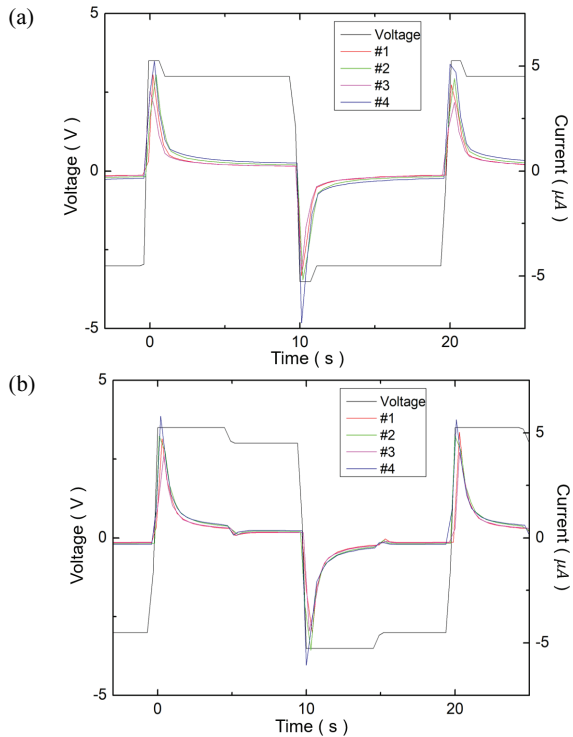 (a)
5
0
-5
Voltage ( V )
Voltage
#1
#2
#3
#4
5
0
-5
Current ( μA )
0
10
20
Time ( s )
(b)
5
0
-5
Voltage ( V )
Voltage
#1
#2
#3
#4
5
0
-5
Current ( μA )
0
10
20
Time ( s )